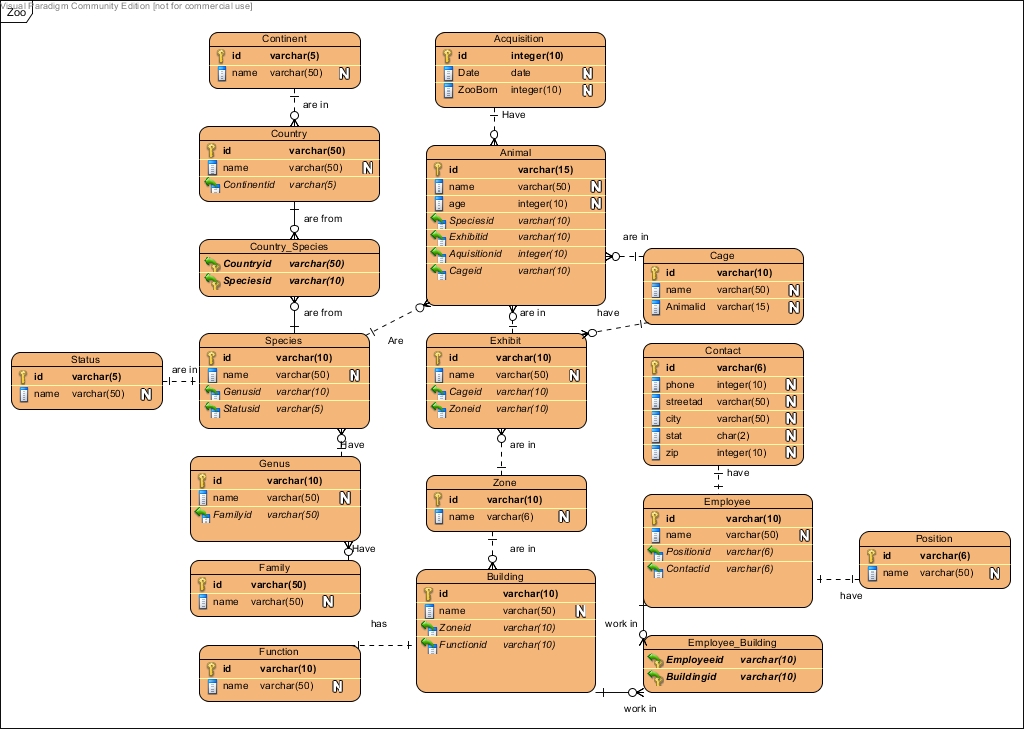 Visual Paradigm Community Edition [not for commercial use]
Zoo
Continent
id varchar(5)
name varchar(50) N
are in
Country
id varchar(50)
name varchar(50) N
Continentid varchar(5)
are from
Country_Species
Countryid varchar(50)
Speciesid varchar(10)
are from
Status
id varchar(5)
name varchar(50) N
are in
Species
id varchar(10)
name varchar(50) N
Genusid varchar(10)
Statusid varchar(5)
Have
Genus
id varchar(10)
name varchar(50) N
Familyid varchar(50)
Have
Family
id varchar(50)
name varchar(50) N
has
Function
id varchar(10)
name varchar(50) N
Acquisition
id integer(10)
Date date N
ZooBorn integer(10) N
Have
Animal
id varchar(15)
name varchar(50) N
age integer(10) N
Speciesid varchar(10)
Exhibitid varchar(10)
Aquisitionid integer(10)
Cageid varchar(10)
are in
Are
are in
have
Cage
id varchar(10)
name varchar(50) N
Animalid varchar(15) N
Exhibit
id varchar(10)
name varchar(50) N
Cageid varchar(10)
Zoneid varchar(10)
are in
Zone
id varchar(10)
name varchar(6) N
are in
Building
id varchar(10)
name varchar(50) N
Zoneid varchar(10)
Functionid varchar(10)
Contact
id varchar(6)
phone integer(10) N
streetad varchar(50) N
city varchar(50) N
stat char(2) N
zip integer(10) N
have
Employee
id varchar(10)
name varchar(50) N
Positionid varchar(6)
Contactid varchar(6)
Position
id varchar(6)
name varchar(50) N
have
work in
Employee_Building
Employeeid varchar(10)
Buildingid varchar(10)
work in